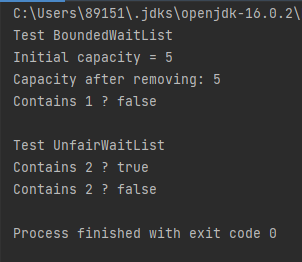 C:\Users\89151\.jdks\openjdk-16.0.2\
Test BoundedWaitList
Initial capacity = 5
Capacity after removing: 5
Contains 1 ? false
Test UnfairWaitList
Contains 2 ? true
Contains 2 ? false
Process finished with exit code 0